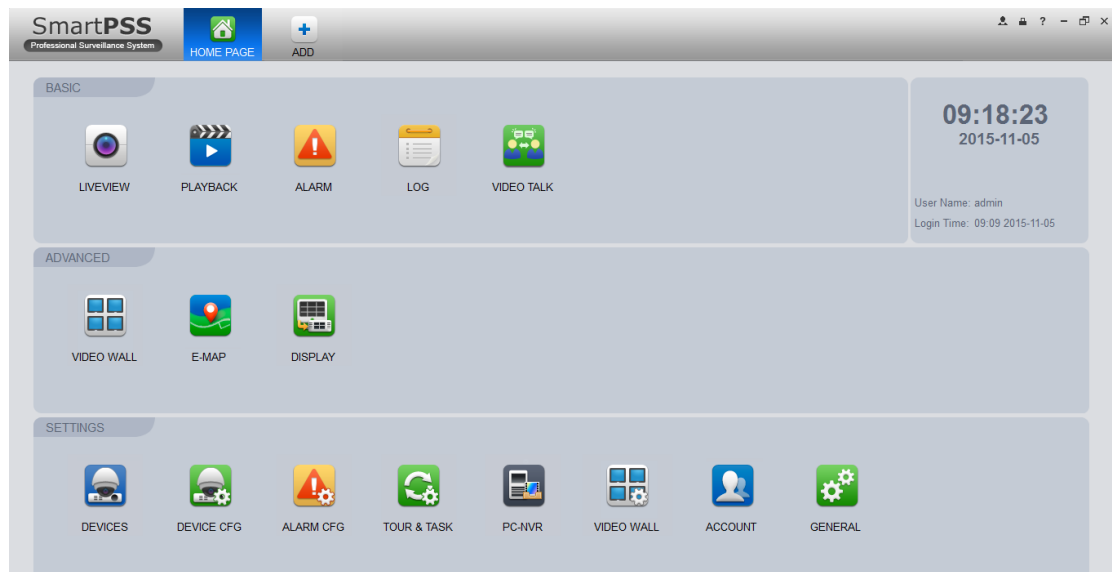 SmartPSS
Professional Surveillance System
HOME PAGE
ADD
?
BASIC
LIVEVIEW
PLAYBACK
ALARM
LOG
VIDEO TALK
09:18:23
2015-11-05
User Name: admin
Login Time: 09:09 2015-11-05
ADVANCED
VIDEO WALL
E-MAP
DISPLAY
SETTINGS
DEVICES
DEVICE CFG
ALARM CFG
TOUR & TASK
PC-NVR
VIDEO WALL
ACCOUNT
GENERAL